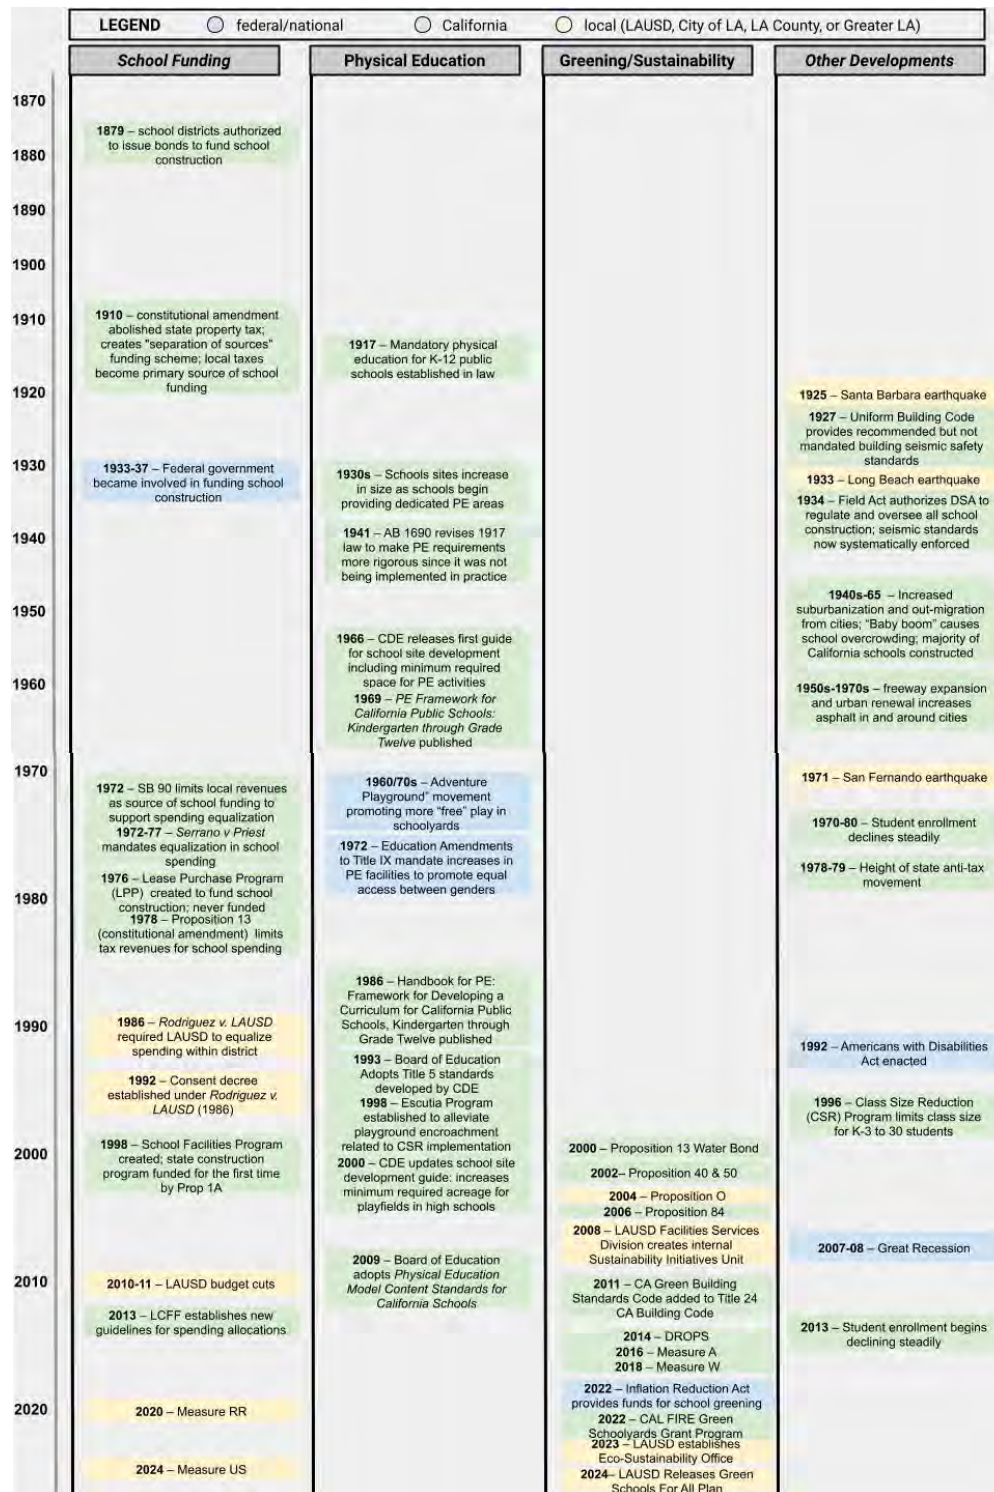 LEGEND federal/national California local (LAUSD, City of LA, LA County, or Greater LA)
School Funding
Physical Education
Greening/Sustainability
Other Developments
1870
1880
1890
1900
1910
1920
1930
1940
1950
1960
1970
1980
1990
2000
2010
2020
1879 – school districts authorized
to issue bonds to fund school
construction
1910 – constitutional amendment
abolished state property tax;
creates "separation of sources"
funding scheme; local taxes
become primary source of school
funding
1933-37 – Federal government
became involved in funding school
construction
1972 – SB 90 limits local revenues
as source of school funding to
support spending equalization
1972-77 – Serrano v Priest
mandates equalization in school
spending
1976 – Lease Purchase Program
(LPP) created to fund school
construction; never funded
1978 – Proposition 13
(constitutional amendment) limits
tax revenues for school spending
1986 – Rodriguez v. LAUSD
required LAUSD to equalize
spending within district
1992 – Consent decree
established under Rodriguez v.
LAUSD (1986)
1998 – School Facilities Program
created; state construction
program funded for the first time
by Prop 1A
2010-11 – LAUSD budget cuts
2013 – LCFF establishes new
guidelines for spending allocations
2020 – Measure RR
2024 – Measure US
1917 – Mandatory physical
education for K-12 public
schools established in law
1930s – Schools sites increase
in size as schools begin
providing dedicated PE areas
1941 – AB 1690 revises 1917
law to make PE requirements
more rigorous since it was not
being implemented in practice
1966 – CDE releases first guide
for school site development
including minimum required
space for PE activities
1969 – PE Framework for
California Public Schools:
Kindergarten through Grade
Twelve published
1960/70s – Adventure
Playground” movement
promoting more “free” play in
schoolyards
1972 – Education Amendments
to Title IX mandate increases in
PE facilities to promote equal
access between genders
1986 – Handbook for PE:
Framework for Developing a
Curriculum for California Public
Schools, Kindergarten through
Grade Twelve published
1993 – Board of Education
Adopts Title 5 standards
developed by CDE
1998 – Escutia Program
established to alleviate
playground encroachment
related to CSR implementation
2000 – CDE updates school site
development guide: increases
minimum required acreage for
playfields in high schools
2009 – Board of Education
adopts Physical Education
Model Content Standards for
California Schools
2000 – Proposition 13 Water Bond
2002– Proposition 40 & 50
2004 – Proposition O
2006 – Proposition 84
2008 – LAUSD Facilities Services
Division creates internal
Sustainability Initiatives Unit
2011 – CA Green Building
Standards Code added to Title 24
CA Building Code
2014 – DROPS
2016 – Measure A
2018 – Measure W
2022 – Inflation Reduction Act
provides funds for school greening
2022 – CAL FIRE Green
Schoolyards Grant Program
2023 – LAUSD establishes
Eco-Sustainability Office
2024– LAUSD Releases Green
Schools For All Plan
1925 – Santa Barbara earthquake
1927 – Uniform Building Code
provides recommended but not
mandated building seismic safety
standards
1933 – Long Beach earthquake
1934 – Field Act authorizes DSA to
regulate and oversee all school
construction; seismic standards
now systematically enforced
1940s-65 – Increased
suburbanization and out-migration
from cities; “Baby boom” causes
school overcrowding; majority of
California schools constructed
1950s-1970s – freeway expansion
and urban renewal increases
asphalt in and around cities
1971 – San Fernando earthquake
1970-80 – Student enrollment
declines steadily
1978-79 – Height of state anti-tax
movement
1992 – Americans with Disabilities
Act enacted
1996 – Class Size Reduction
(CSR) Program limits class size
for K-3 to 30 students
2007-08 – Great Recession
2013 – Student enrollment begins
declining steadily